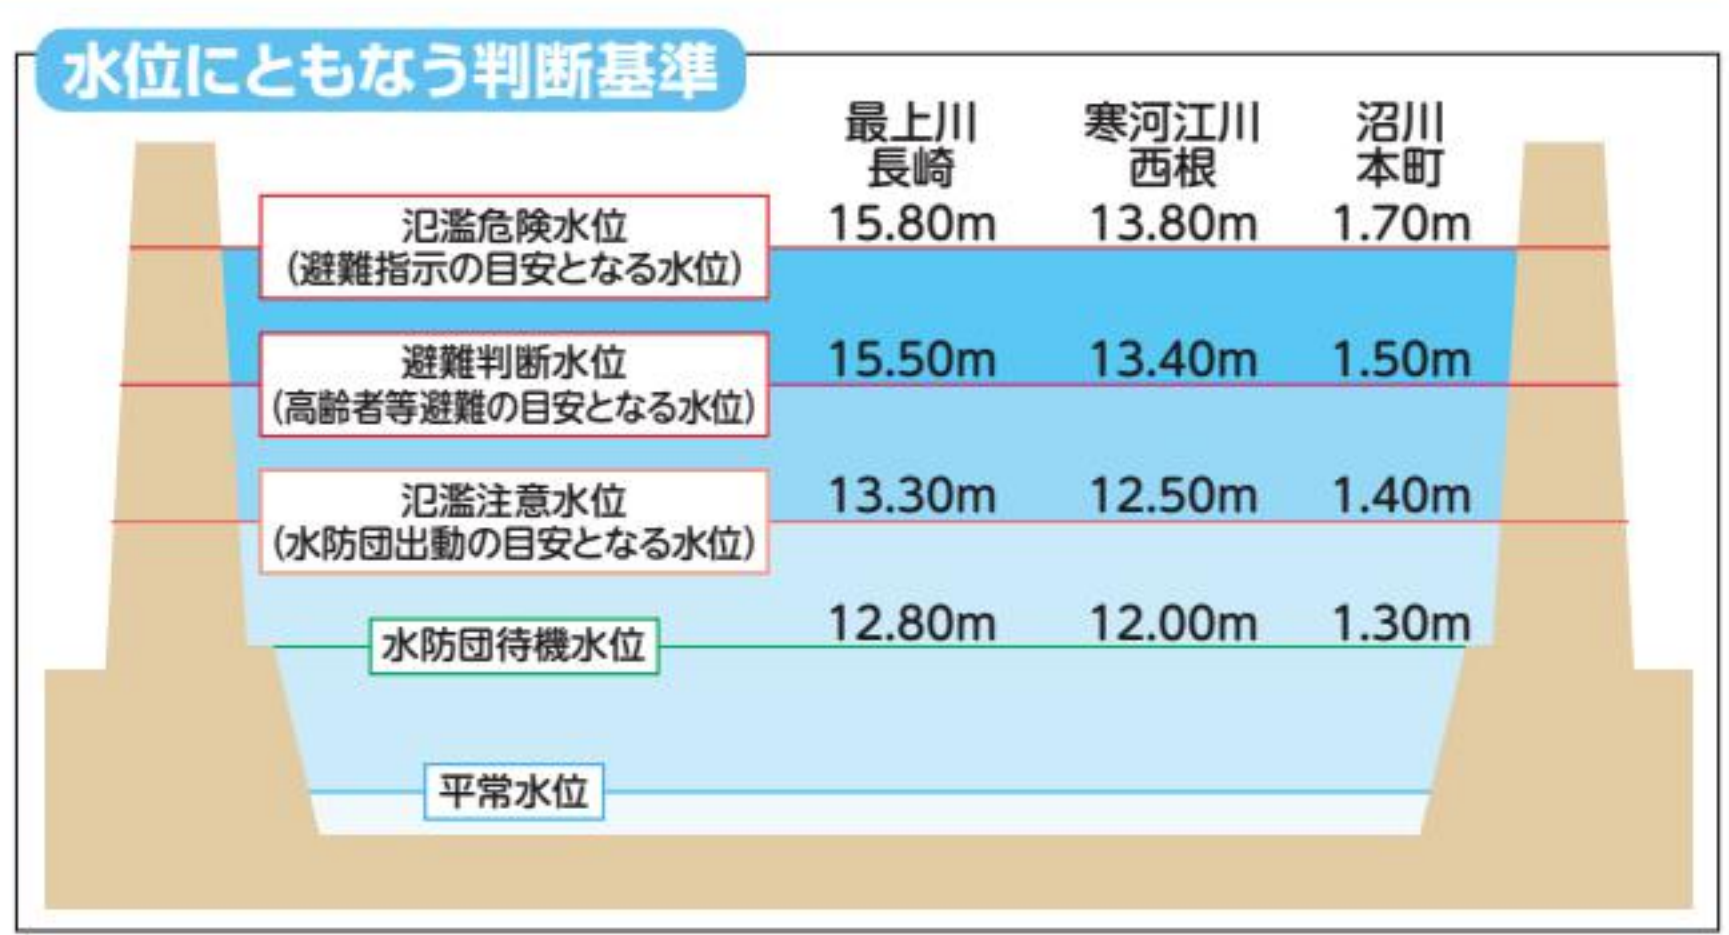 水位にともなう判断基準
最上川 寒河江川 沼川
長崎 西根 本町
氾濫危険水位 15.80m 13.80m 1.70m
(避難指示の目安となる水位)
避難判断水位 15.50m 13.40m 1.50m
(高齢者等避難の目安となる水位)
氾濫注意水位 13.30m 12.50m 1.40m
(水防団出動の目安となる水位)
水防団待機水位 12.80m 12.00m 1.30m
平常水位